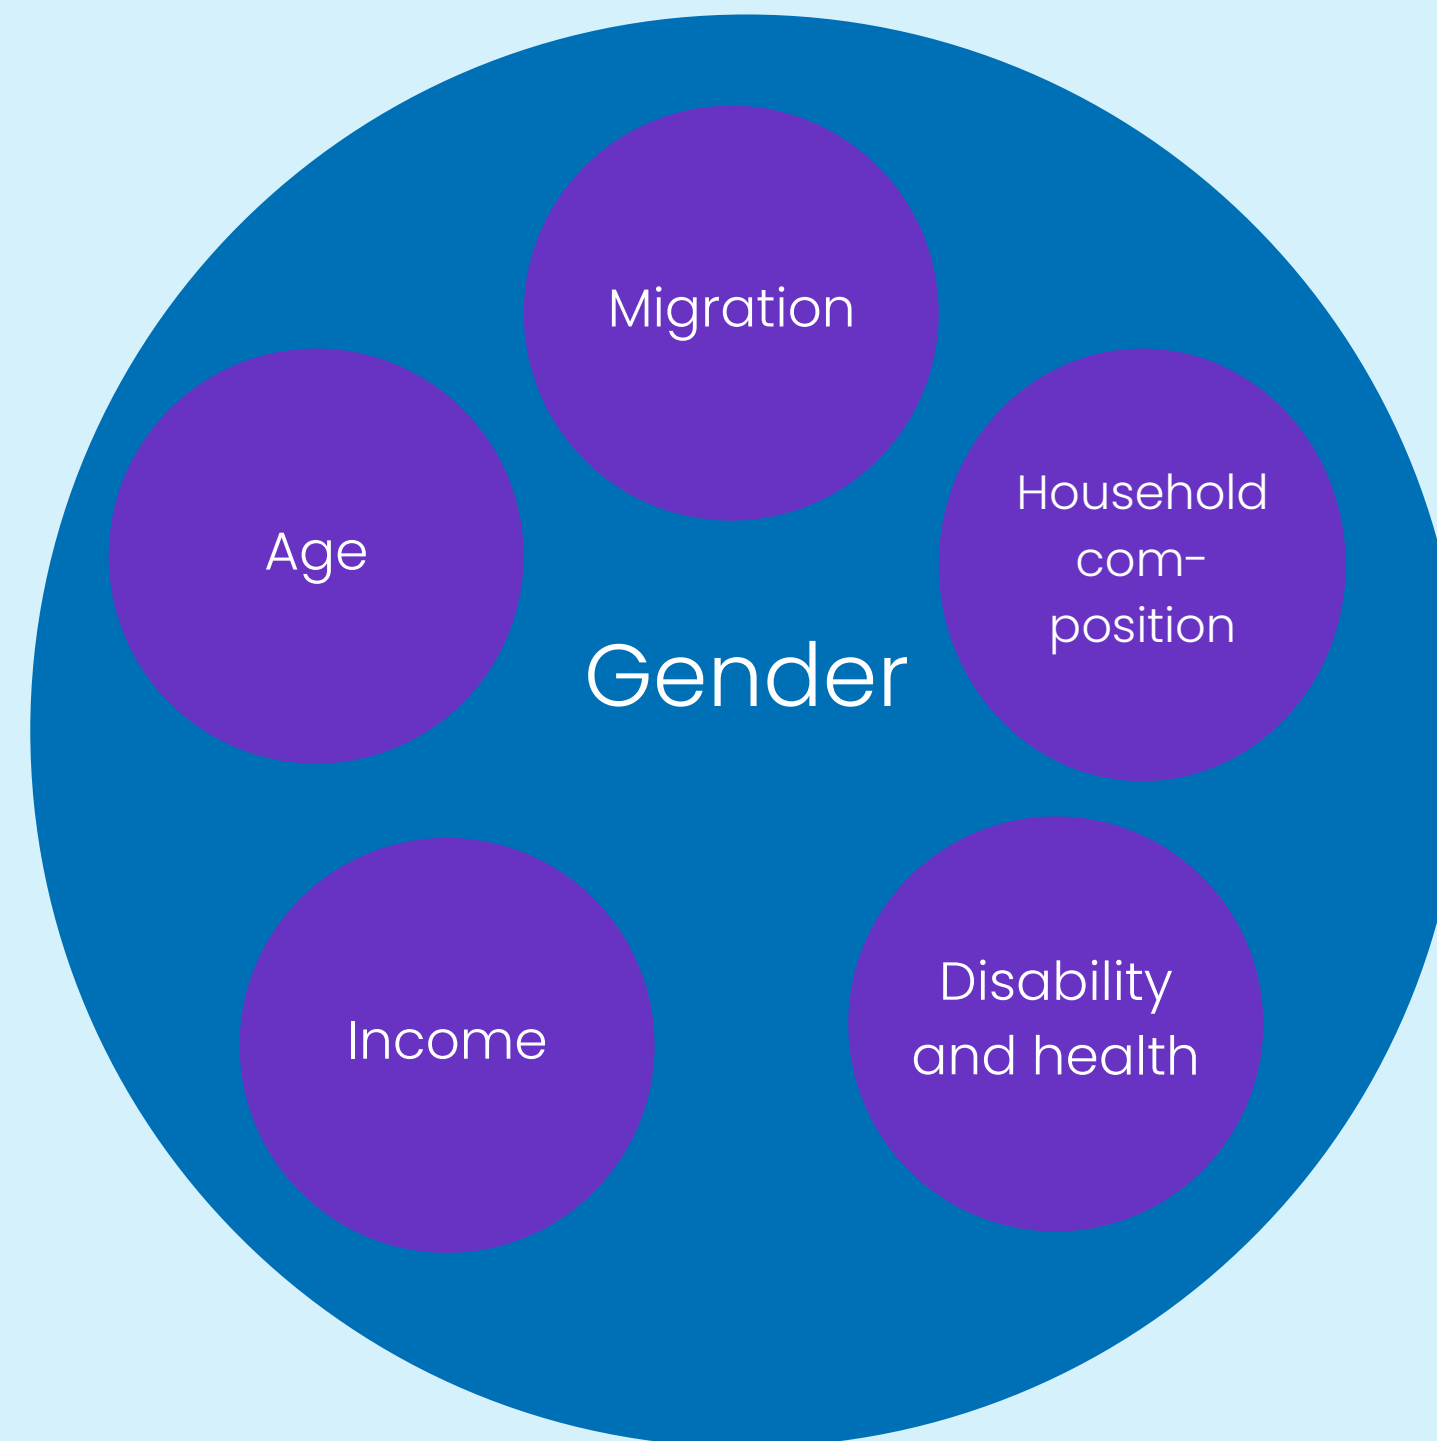 Migration
Age
Household
com-
position
Gender
Income
Disability
and health